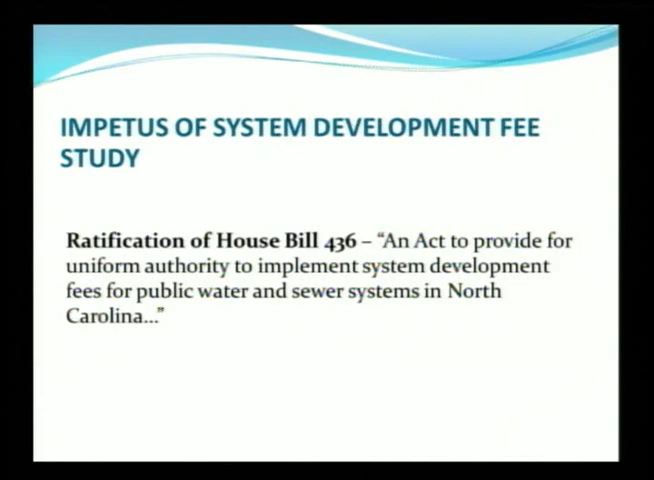 IMPETUS OF SYSTEM DEVELOPMENT FEE
STUDY
Ratification of House Bill 436 – “An Act to provide for
uniform authority to implement system development
fees for public water and sewer systems in North
Carolina...”